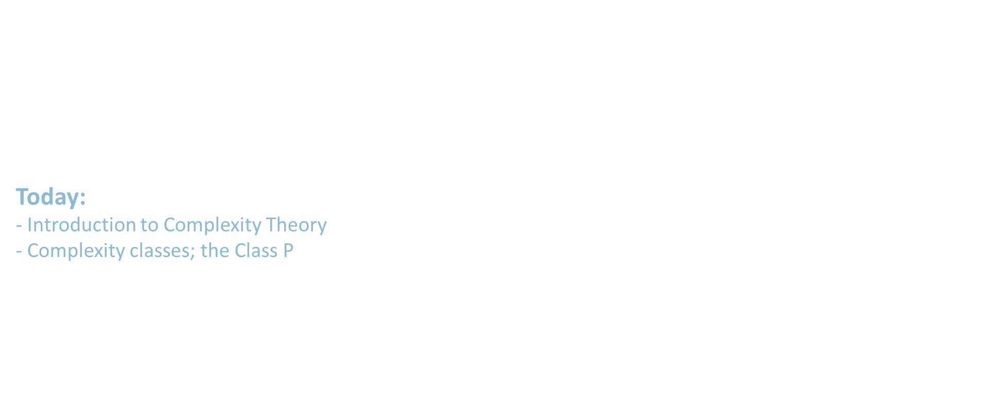 Today:
- Introduction to Complexity Theory
- Complexity classes; the Class P